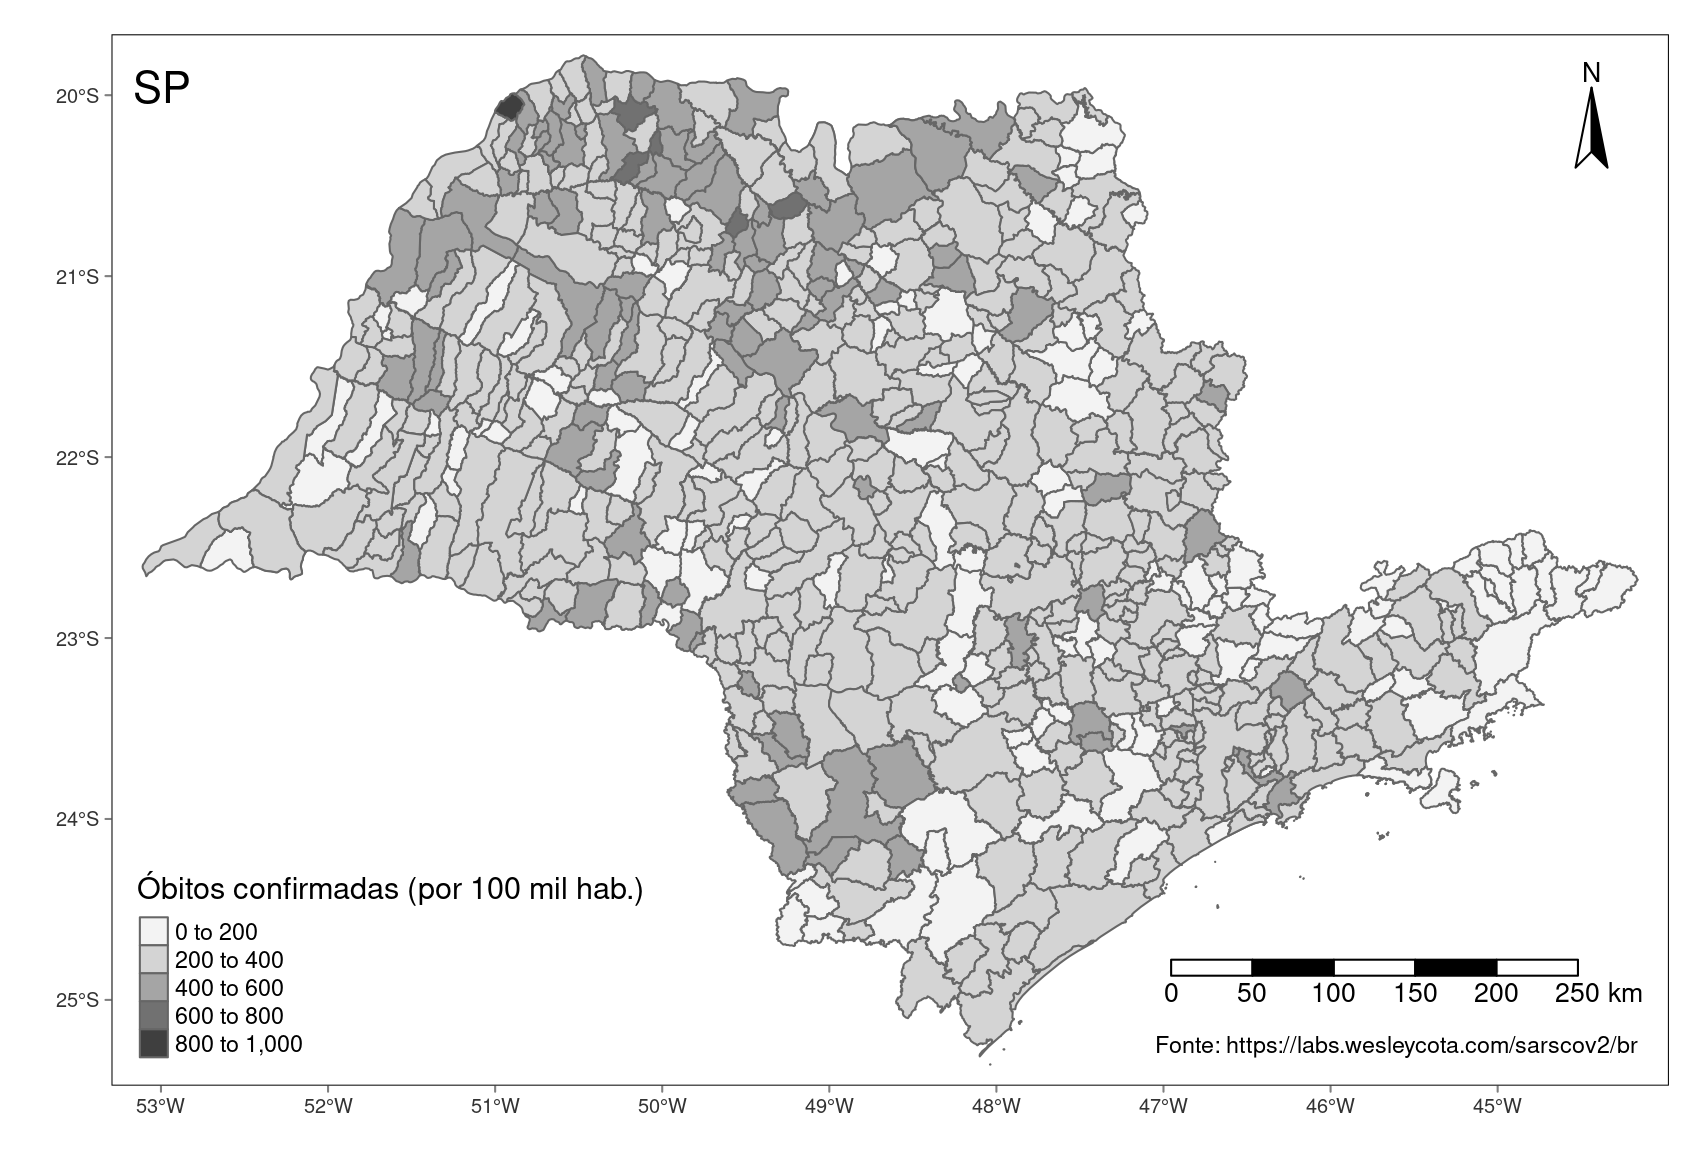 SP
N
20°S
21°S
22°S
23°S
24°S
25°S
Óbitos confirmadas (por 100 mil hab.)
0 to 200
200 to 400
400 to 600
600 to 800
800 to 1,000
0 50 100 150 200 250 km
Fonte: https://labs.wesleycota.com/sarscov2/br
53°W 52°W 51°W 50°W 49°W 48°W 47°W 46°W 45°W